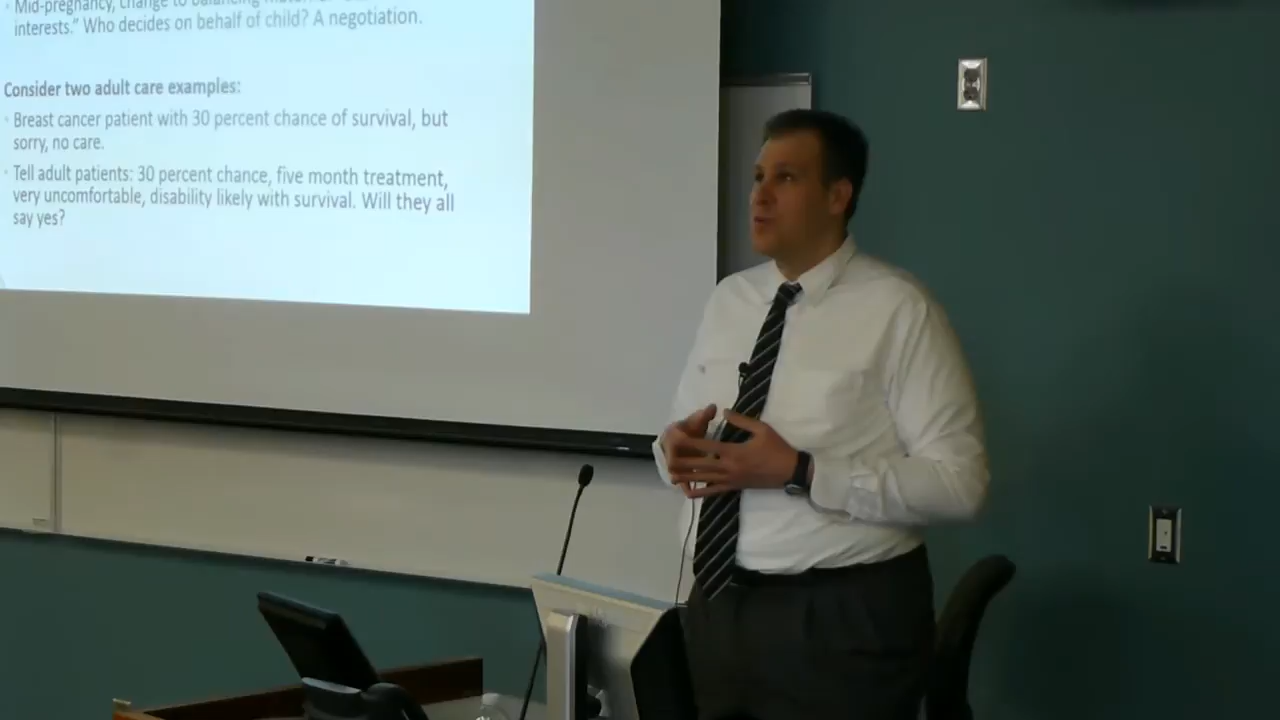 Mid-pregnancy, change to balancing
interests." Who decides on behalf of child? A negotiation.
Consider two adult care examples:
Breast cancer patient with 30 percent chance of survival, but
sorry, no care.
Tell adult patients: 30 percent chance, five month treatment,
very uncomfortable, disability likely with survival. Will they all
say yes?